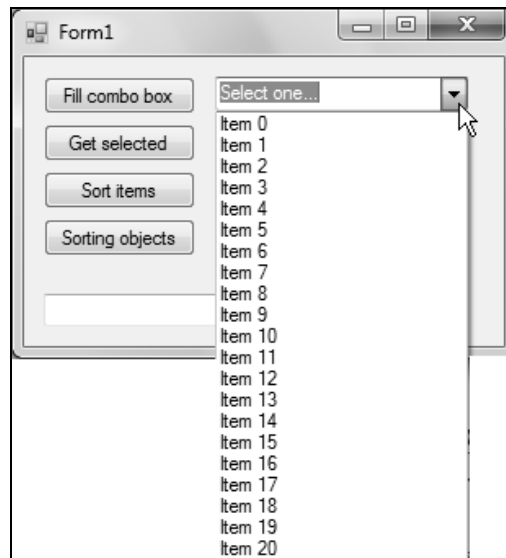 Form1
Fill combo box
Select one...
Get selected
Sort items
Sorting objects
Item 0
Item 1
Item 2
Item 3
Item 4
Item 5
Item 6
Item 7
Item 8
Item 9
Item 10
Item 11
Item 12
Item 13
Item 14
Item 15
Item 16
Item 17
Item 18
Item 19
Item 20